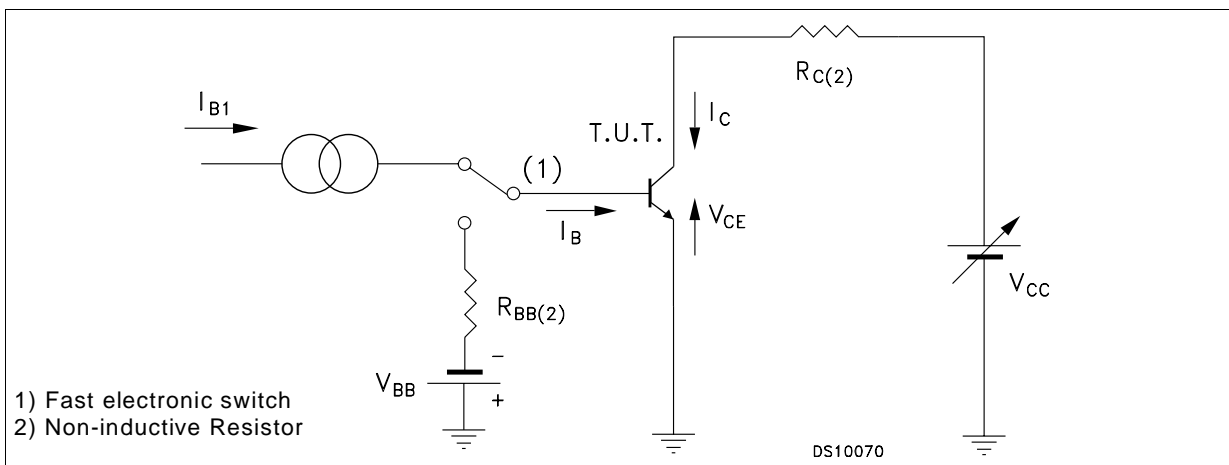 R_C(2)
I_B1
I_C
T.U.T.
(1)
V_CE
I_B
V_CC
R_BB(2)
−
V_BB
+
1) Fast electronic switch
2) Non-inductive Resistor
DS10070